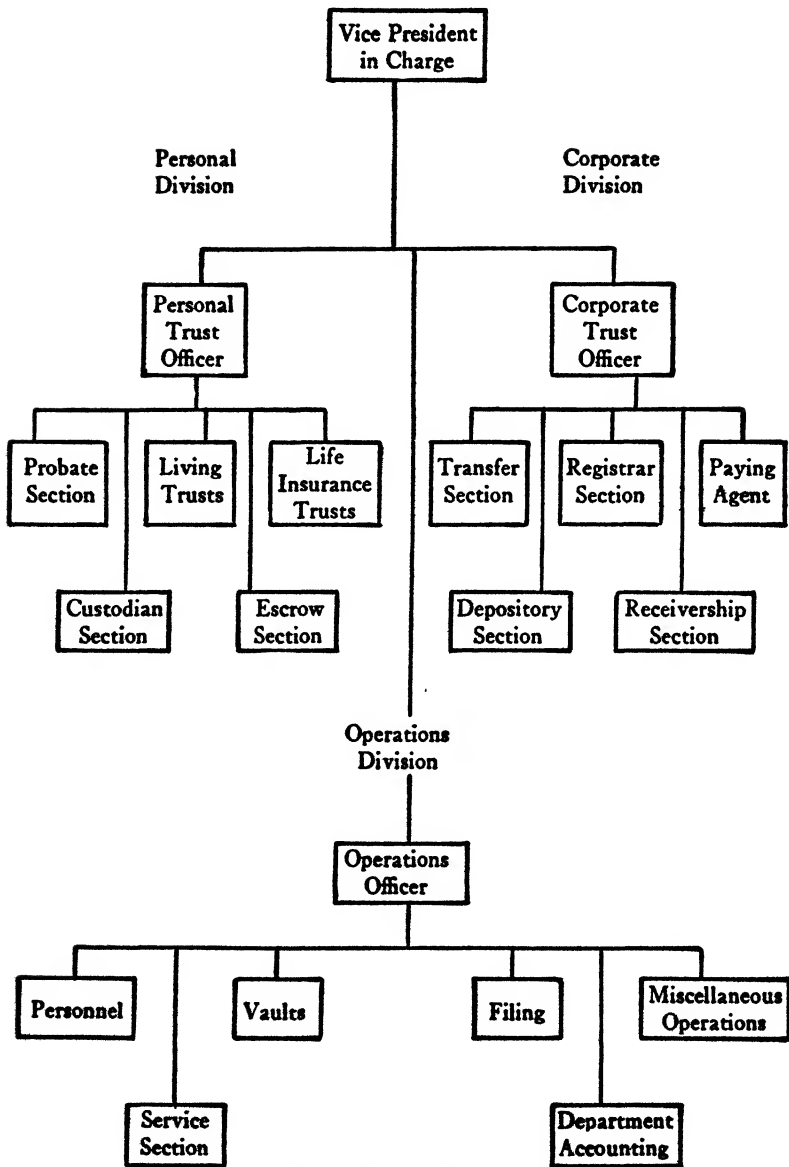 Vice President
in Charge
Personal
Division
Corporate
Division
Personal
Trust
Officer
Corporate
Trust
Officer
Probate
Section
Living
Trusts
Life
Insurance
Trusts
Transfer
Section
Registrar
Section
Paying
Agent
Custodian
Section
Escrow
Section
Depository
Section
Receivership
Section
Operations
Division
Operations
Officer
Personnel
Vaults
Filing
Miscellaneous
Operations
Service
Section
Department
Accounting